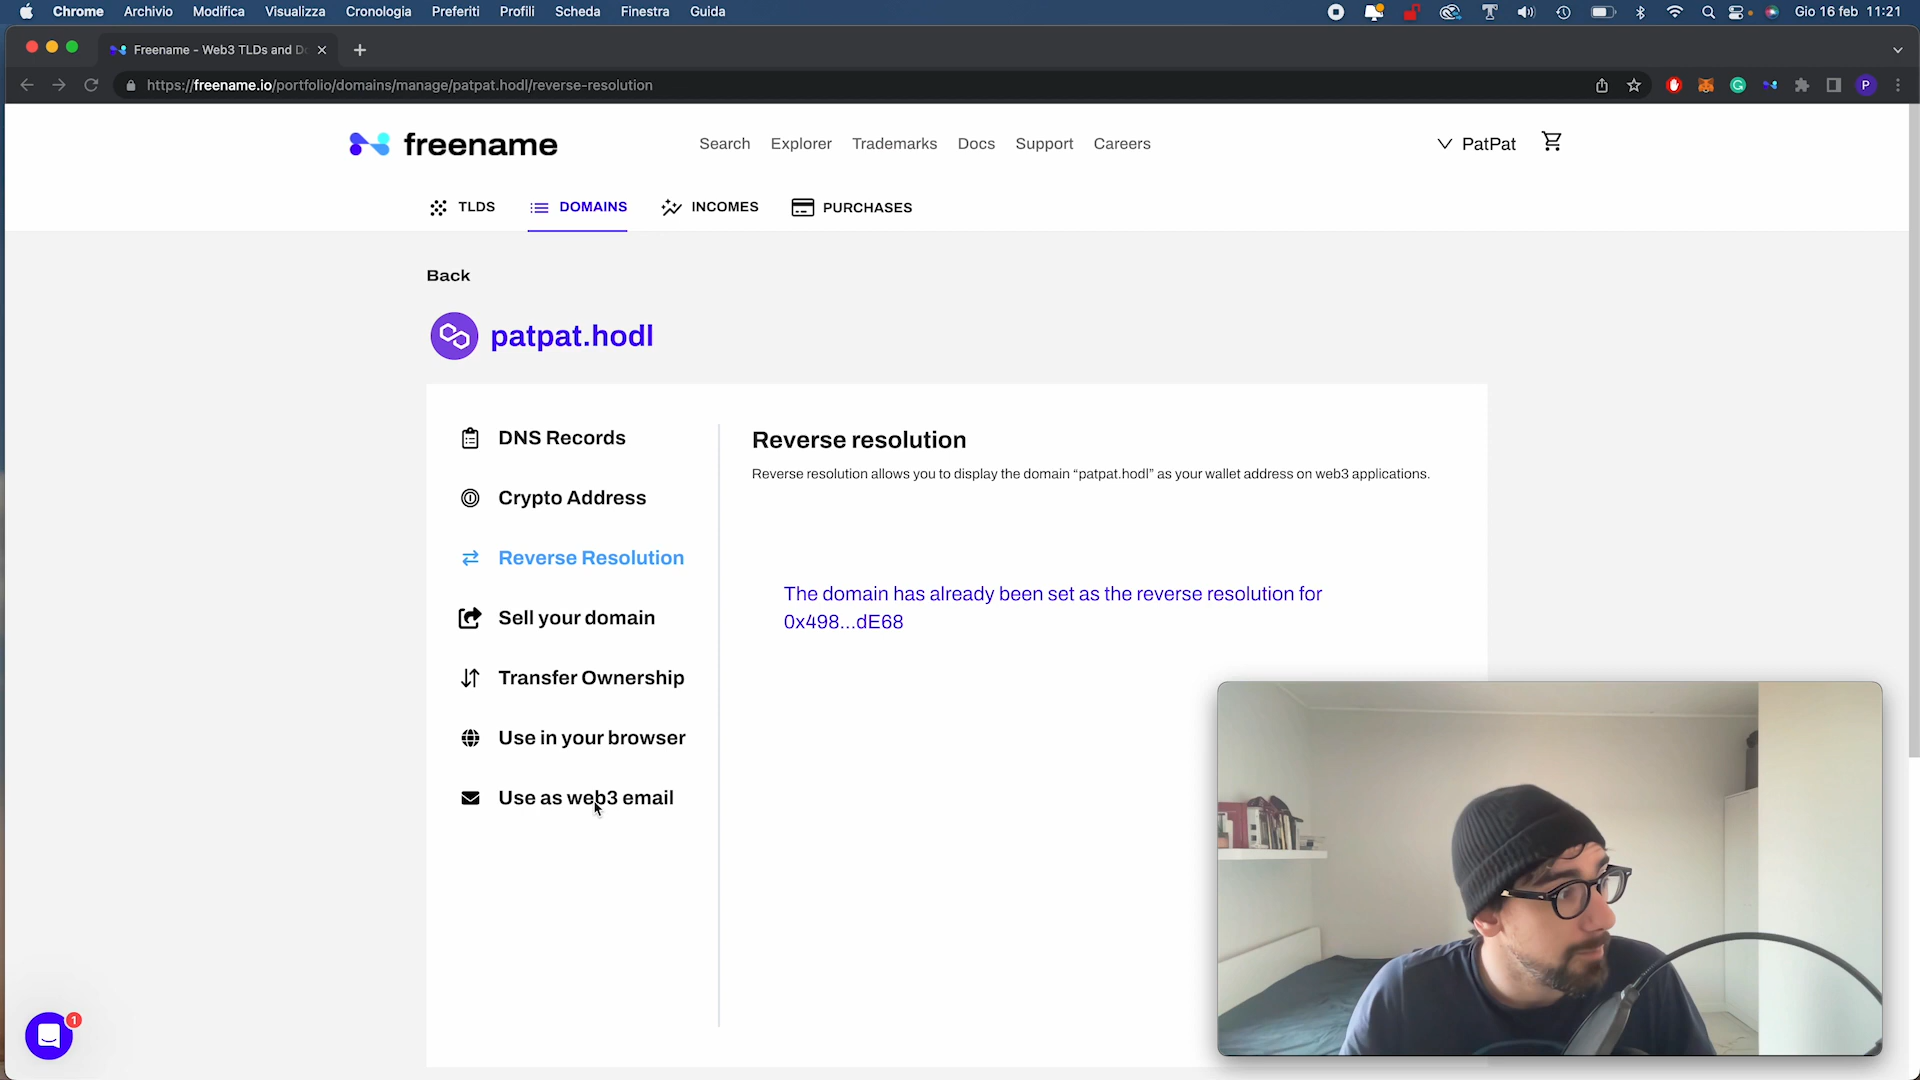 Chrome Archivio Modifica Visualizza Cronologia Preferiti Profili Scheda Finestra Guida Gio 16 feb 11:21
Freename - Web3 TLDs and Do
https://freename.io/portfolio/domains/manage/patpat.hodl/reverse-resolution P
freename Search Explorer Trademarks Docs Support Careers PatPat
TLDS DOMAINS INCOMES PURCHASES
Back
patpat.hodl
DNS Records
Crypto Address
Reverse Resolution
Sell your domain
Transfer Ownership
Use in your browser
Use as web3 email
Reverse resolution
Reverse resolution allows you to display the domain “patpat.hodl” as your wallet address on web3 applications.
The domain has already been set as the reverse resolution for
0x498...dE68
1